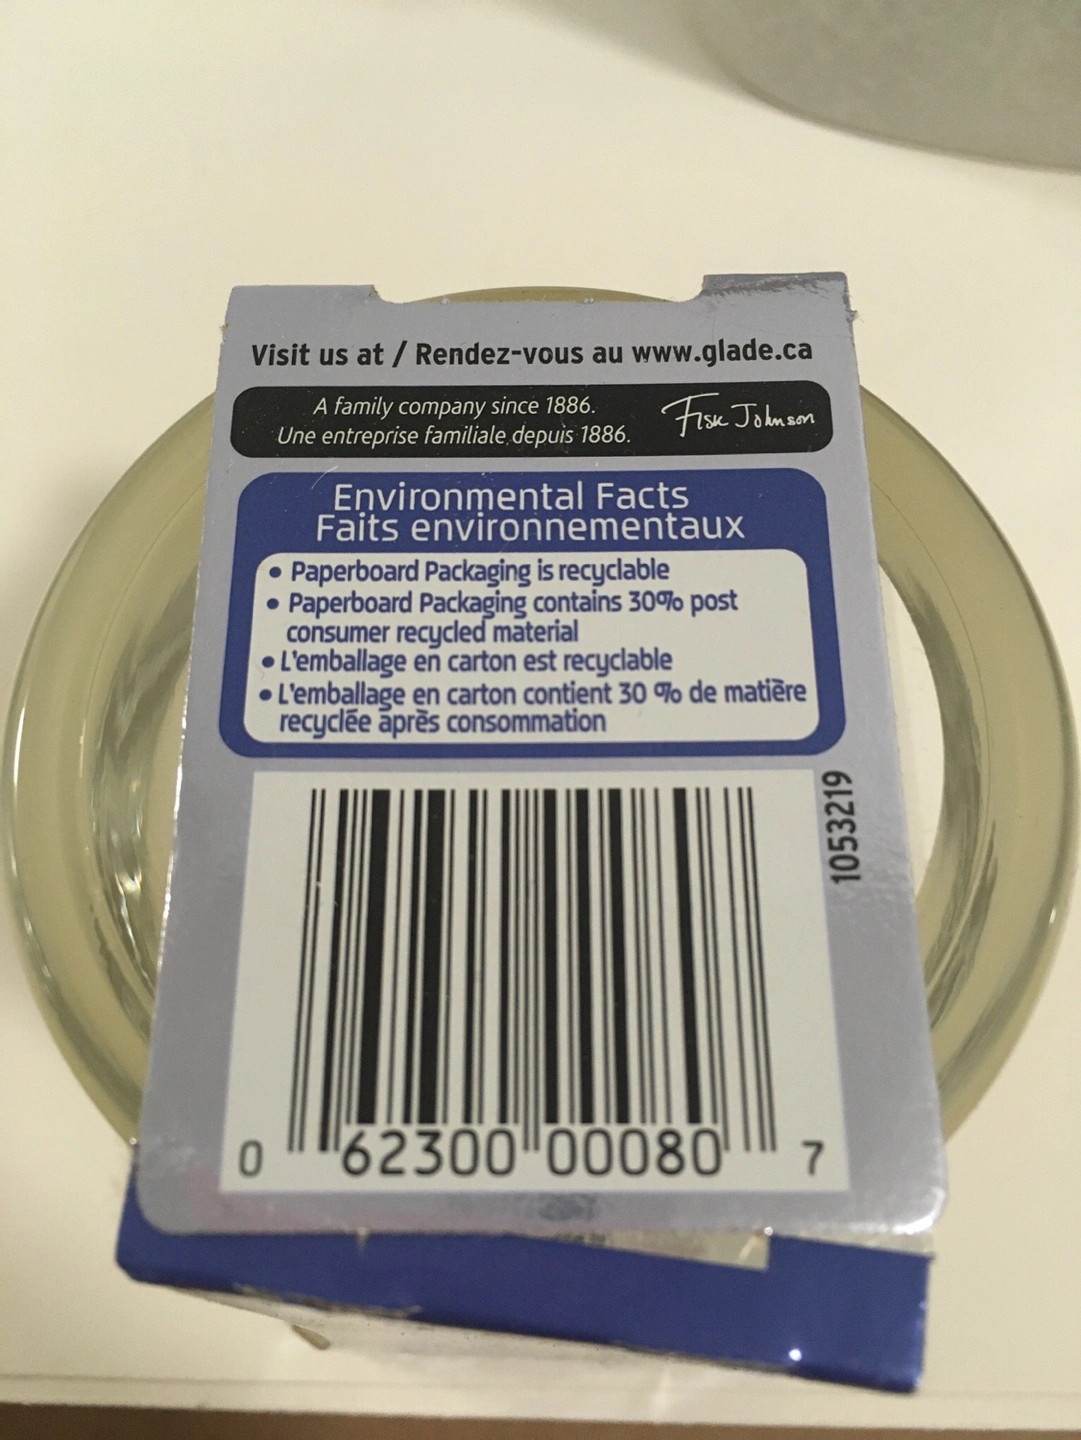 Visit us at / Rendez-vous au www.glade.ca
A family company since 1886.
Une entreprise familiale depuis 1886.
Fisk Johnson
Environmental Facts
Faits environnementaux
• Paperboard Packaging is recyclable
• Paperboard Packaging contains 30% post
consumer recycled material
• L'emballage en carton est recyclable
• L'emballage en carton contient 30 % de matière
recyclée après consommation
1053219
0 62300 00080 7